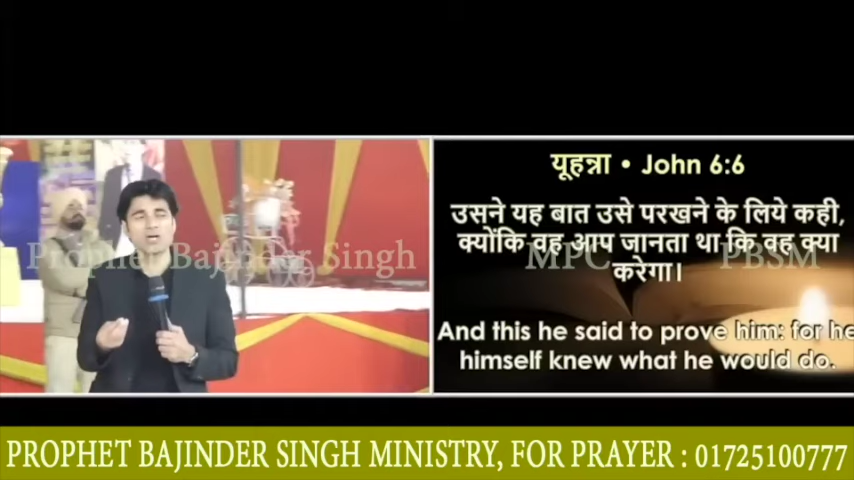 यूहन्ना • John 6:6
उसने यह बात उसे परखने के लिये कही,
क्योंकि वह आप जानता था कि वह क्या
करेगा।
Prophet Bajinder Singh
MPC
PBSM
And this he said to prove him: for he
himself knew what he would do.
PROPHET BAJINDER SINGH MINISTRY, FOR PRAYER : 01725100777